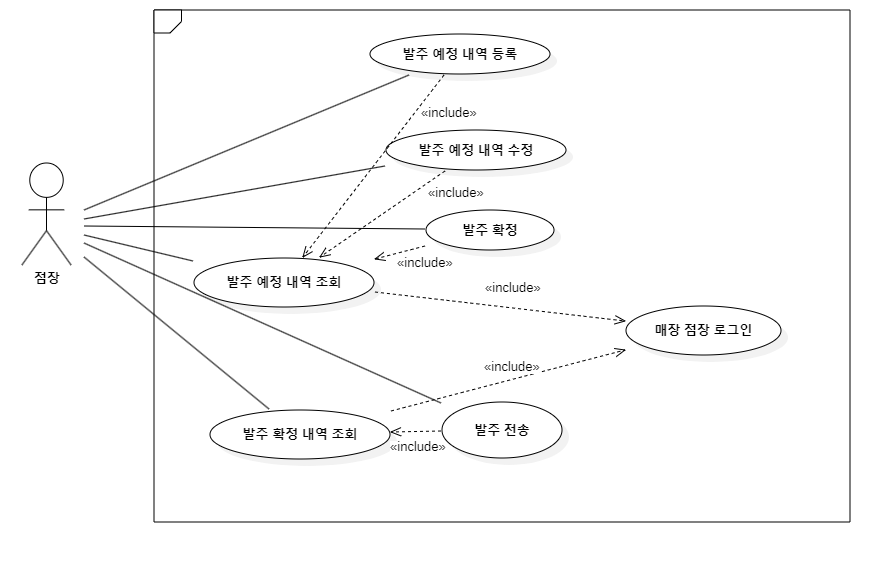 발주 예정 내역 등록
«include»
발주 예정 내역 수정
«include»
발주 확정
«include»
점장
발주 예정 내역 조회
«include»
매장 점장 로그인
«include»
발주 확정 내역 조회
발주 전송
«include»